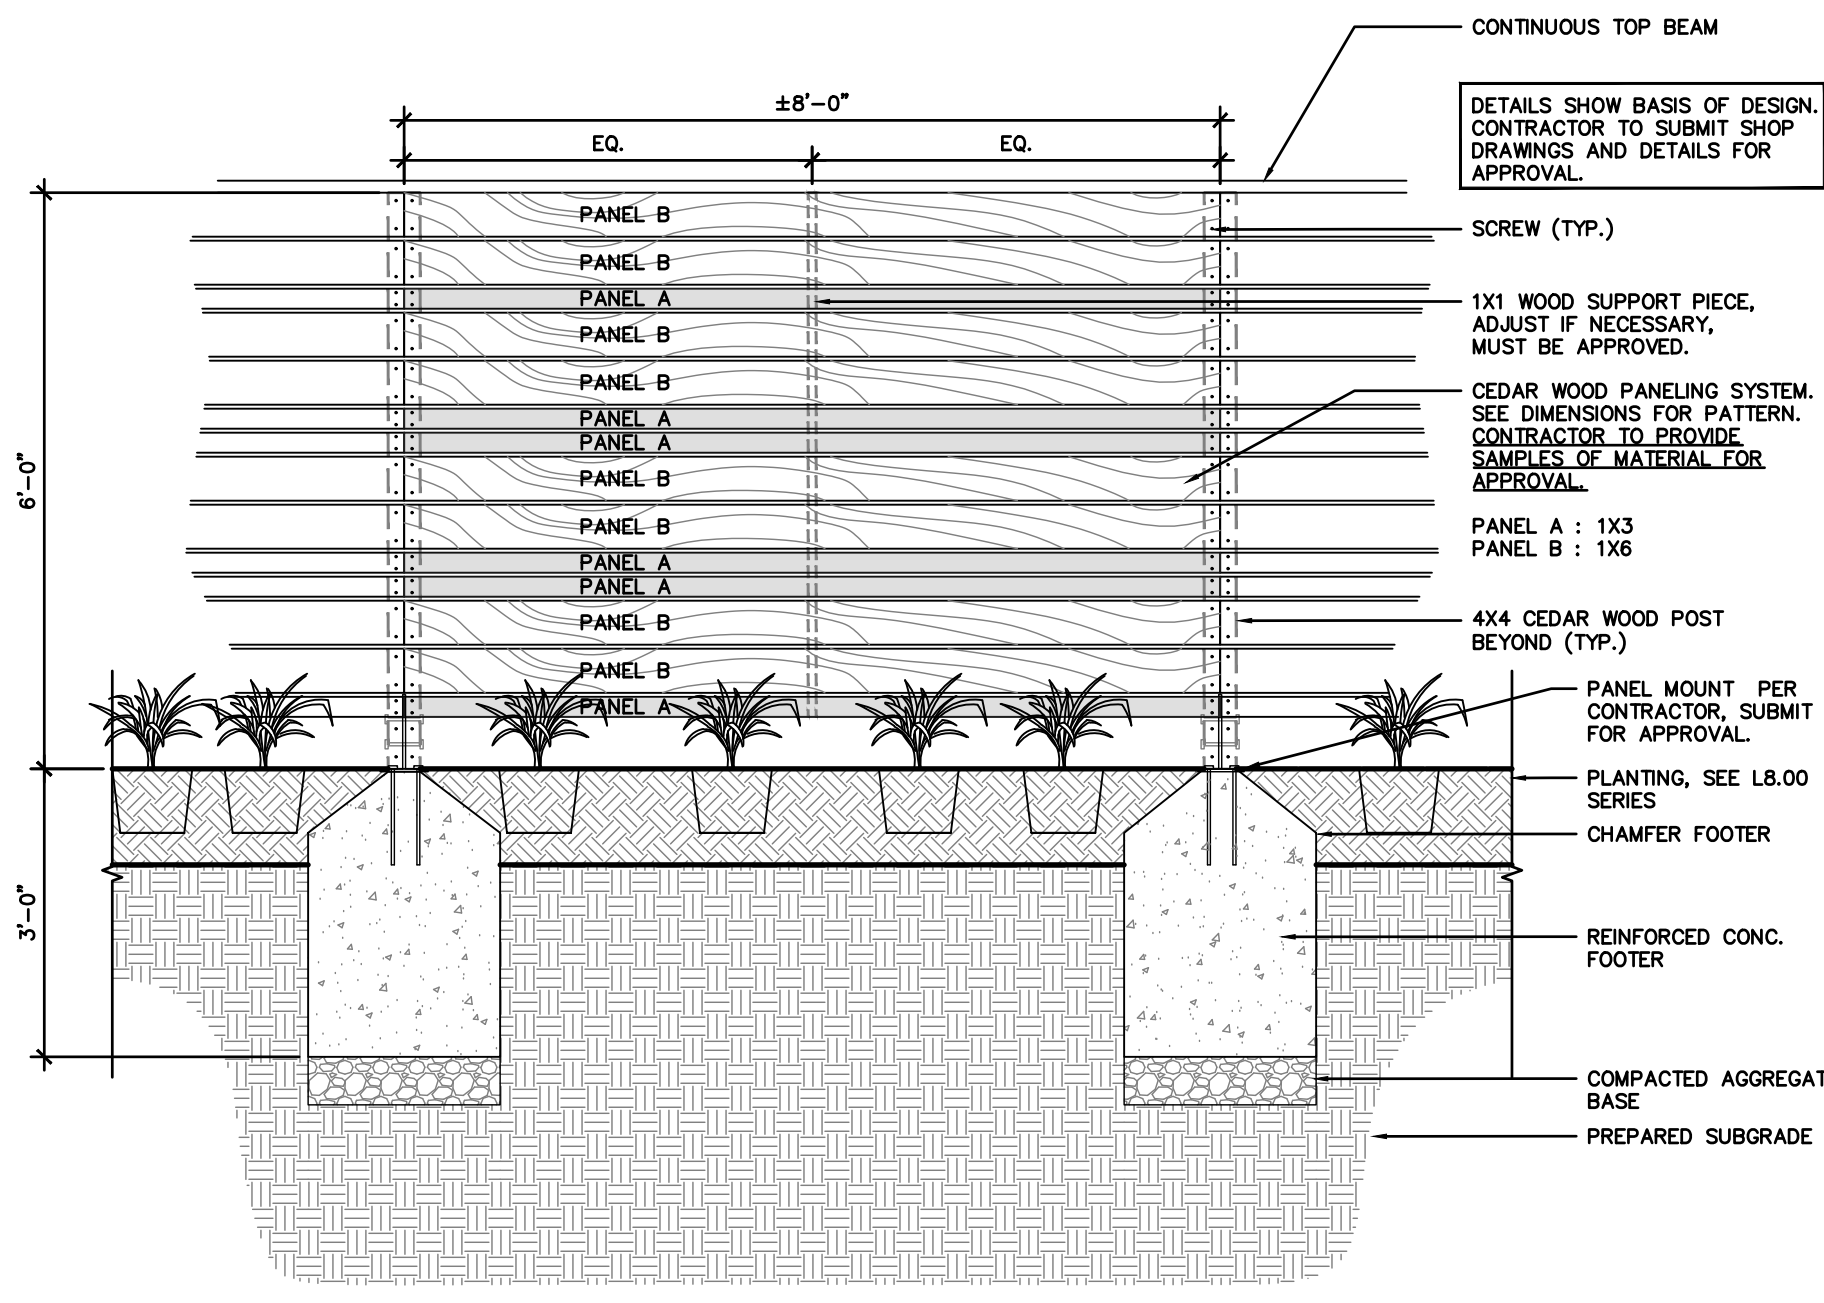 CONTINUOUS TOP BEAM
DETAILS SHOW BASIS OF DESIGN.
CONTRACTOR TO SUBMIT SHOP
DRAWINGS AND DETAILS FOR
APPROVAL.
±8'-0"
EQ.
EQ.
SCREW (TYP.)
1X1 WOOD SUPPORT PIECE,
ADJUST IF NECESSARY,
MUST BE APPROVED.
CEDAR WOOD PANELING SYSTEM.
SEE DIMENSIONS FOR PATTERN.
CONTRACTOR TO PROVIDE
SAMPLES OF MATERIAL FOR
APPROVAL.
PANEL A : 1X3
PANEL B : 1X6
4X4 CEDAR WOOD POST
BEYOND (TYP.)
PANEL MOUNT PER
CONTRACTOR, SUBMIT
FOR APPROVAL.
PLANTING, SEE L8.00
SERIES
CHAMFER FOOTER
REINFORCED CONC.
FOOTER
COMPACTED AGGREGAT
BASE
PREPARED SUBGRADE
PANEL B
PANEL B
PANEL A
PANEL B
PANEL B
PANEL A
PANEL A
PANEL B
PANEL B
PANEL A
PANEL A
PANEL B
PANEL B
PANEL A
6'-0"
3'-0"